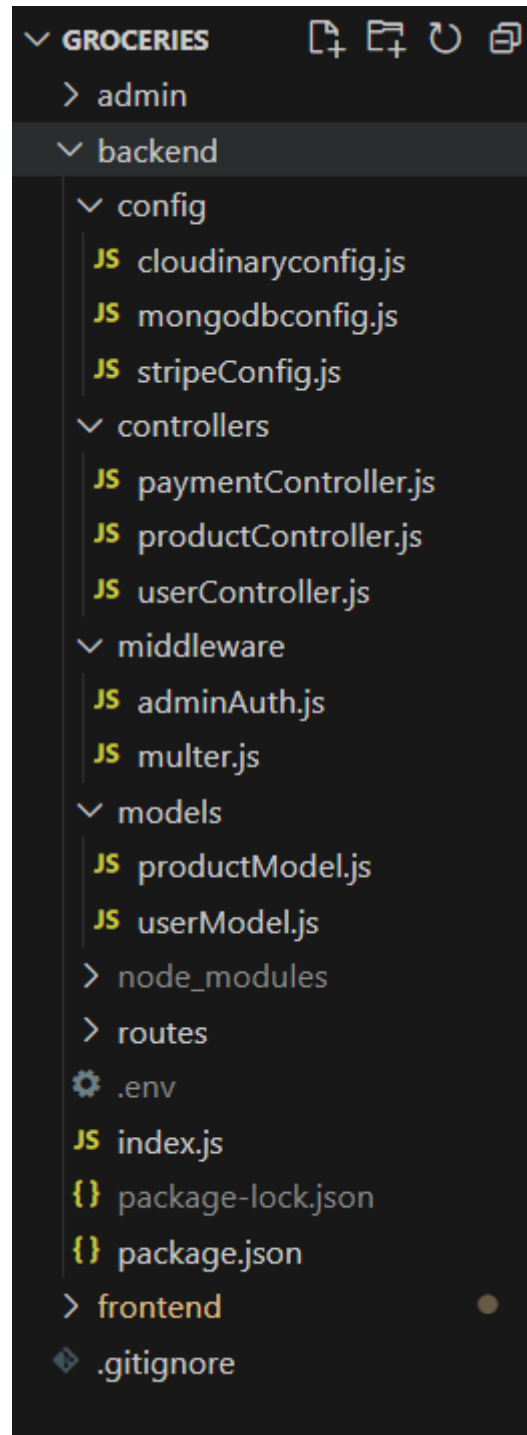 GROCERIES
admin
backend
config
JS cloudinaryconfig.js
JS mongodbconfig.js
JS stripeConfig.js
controllers
JS paymentController.js
JS productController.js
JS userController.js
middleware
JS adminAuth.js
JS multer.js
models
JS productModel.js
JS userModel.js
node_modules
routes
.env
JS index.js
{} package-lock.json
{} package.json
frontend
.gitignore